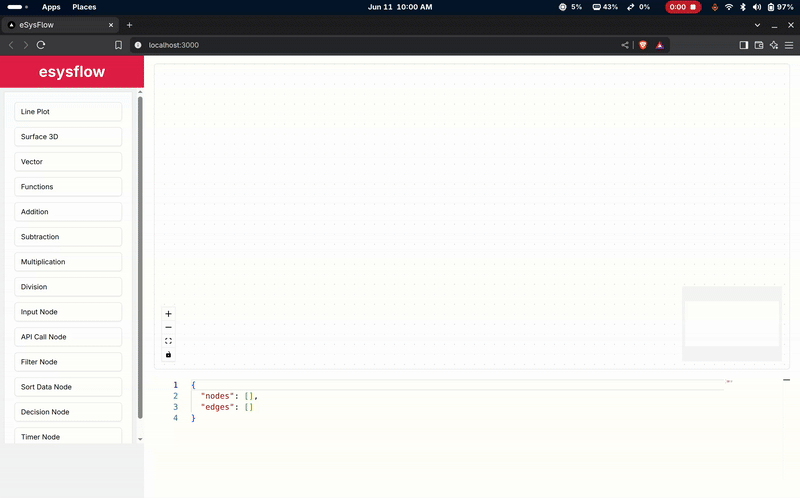 Apps Places Jun 11 10:00 AM 5% 43% 0% 0:00 97%
eSysFlow
localhost:3000
esysflow
Line Plot
Surface 3D
Vector
Functions
Addition
Subtraction
Multiplication
Division
Input Node
API Call Node
Filter Node
Sort Data Node
Decision Node
Timer Node
1 {
2 "nodes": [],
3 "edges": []
4 }